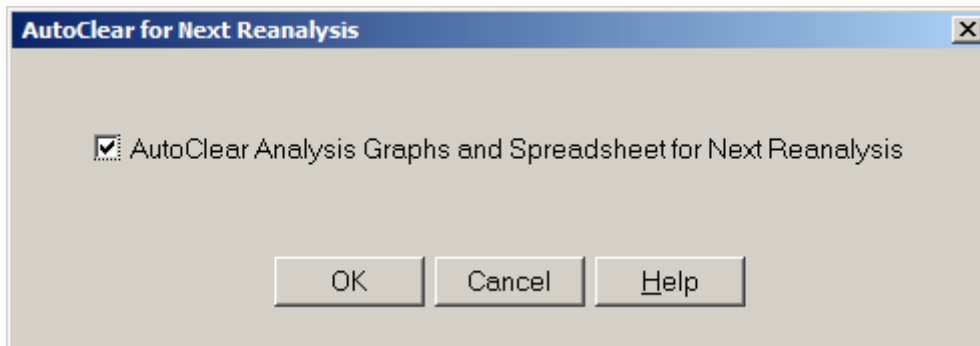 AutoClear for Next Reanalysis
AutoClear Analysis Graphs and Spreadsheet for Next Reanalysis
OK Cancel Help